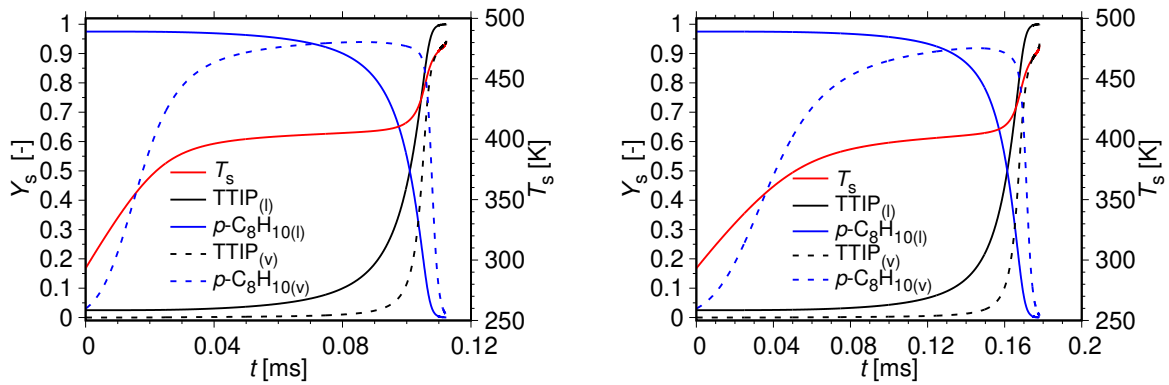 1
0.9
0.8
0.7
0.6
0.5
0.4
0.3
0.2
0.1
0
Y_s [-]
500
450
400
350
300
250
T_s [K]
T_s
TTIP_(l)
p-C_8H_10(l)
TTIP_(v)
p-C_8H_10(v)
0 0.04 0.08 0.12
t [ms]
1
0.9
0.8
0.7
0.6
0.5
0.4
0.3
0.2
0.1
0
Y_s [-]
500
450
400
350
300
250
T_s [K]
T_s
TTIP_(l)
p-C_8H_10(l)
TTIP_(v)
p-C_8H_10(v)
0 0.04 0.08 0.12 0.16 0.2
t [ms]